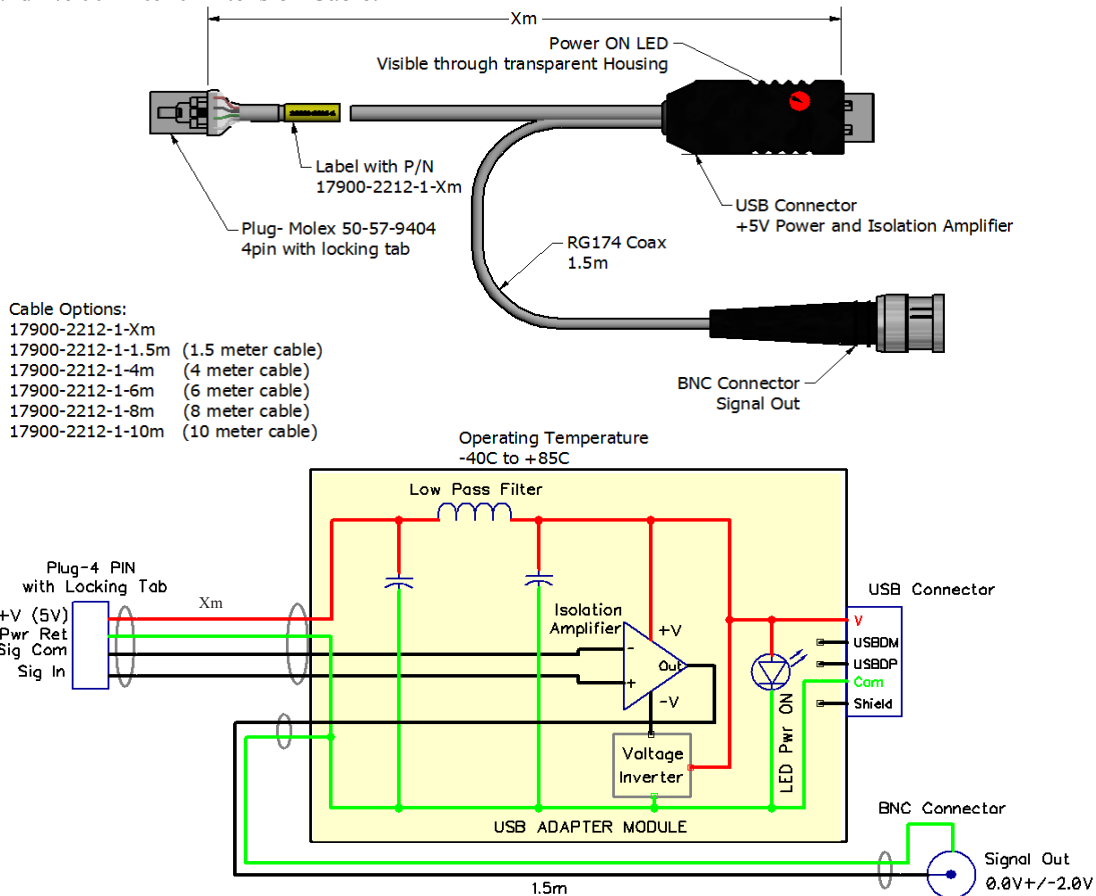 Xm
Power ON LED
Visible through transparent Housing
Label with P/N
17900-2212-1-Xm
Plug- Molex 50-57-9404
4pin with locking tab
USB Connector
+5V Power and Isolation Amplifier
RG174 Coax
1.5m
BNC Connector
Signal Out
Cable Options:
17900-2212-1-Xm
17900-2212-1-1.5m (1.5 meter cable)
17900-2212-1-4m (4 meter cable)
17900-2212-1-6m (6 meter cable)
17900-2212-1-8m (8 meter cable)
17900-2212-1-10m (10 meter cable)
Operating Temperature
-40C to +85C
Low Pass Filter
Plug-4 PIN
with Locking Tab
Xm
+V (5V)
Pwr Ret
Sig Com
Sig In
Isolation
Amplifier
+V
-
Out
+
-V
Voltage
Inverter
LED Pwr ON
USB Connector
V
USBDM
USBDP
Com
Shield
USB ADAPTER MODULE
BNC Connector
Signal Out
0.0V+/-2.0V
1.5m